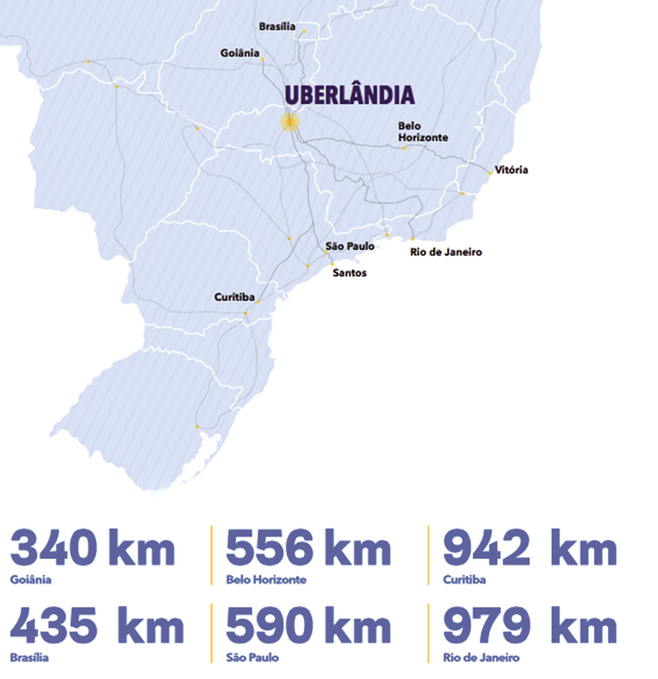 Brasília
Goiânia
UBERLÂNDIA
Belo
Horizonte
Vitória
São Paulo
Rio de Janeiro
Santos
Curitiba
340 km
Goiânia
556 km
Belo Horizonte
942 km
Curitiba
435 km
Brasília
590 km
São Paulo
979 km
Rio de Janeiro